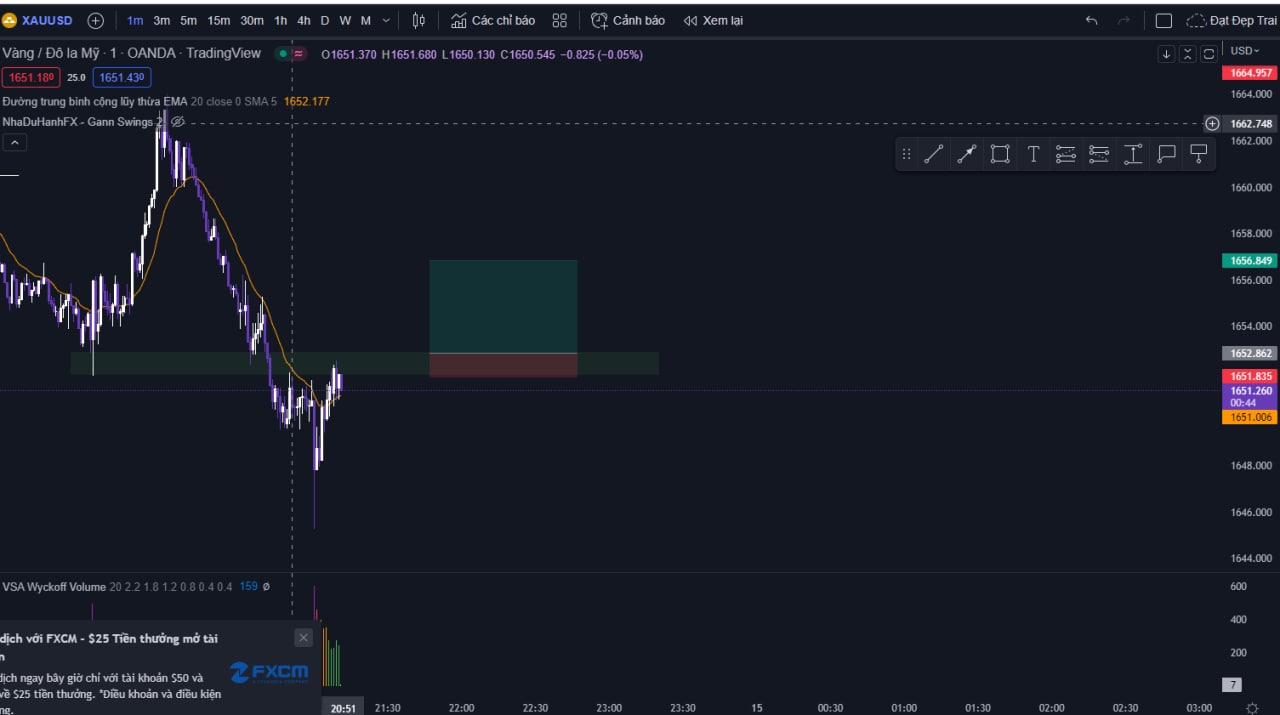 XAUUSD 1m 3m 5m 15m 30m 1h 4h D W M Các chỉ báo Cảnh báo Xem lại Đạt Đẹp Trai
Vàng / Đô la Mỹ · 1 · OANDA · TradingView O1651.370 H1651.680 L1650.130 C1650.545 −0.825 (−0.05%) USD
1651.180 25.0 1651.430
Đường trung bình cộng lũy thừa EMA 20 close 0 SMA 5 1652.177
NhaDuHanhFX - Gann Swings 2
T
1664.957
1664.000
1662.748
1662.000
1660.000
1658.000
1656.849
1656.000
1654.000
1652.862
1651.835
1651.260
00:44
1651.006
1648.000
1646.000
1644.000
VSA Wyckoff Volume 20 2.2 1.8 1.2 0.8 0.4 0.4 159 ø
600
400
200
7
dịch với FXCM - $25 Tiền thưởng mở tài
n
FXCM
dịch ngay bây giờ chỉ với tài khoản $50 và
về $25 tiền thưởng. *Điều khoản và điều kiện
ng.
20:51 21:30 22:00 22:30 23:00 23:30 15 00:30 01:00 01:30 02:00 02:30 03:00